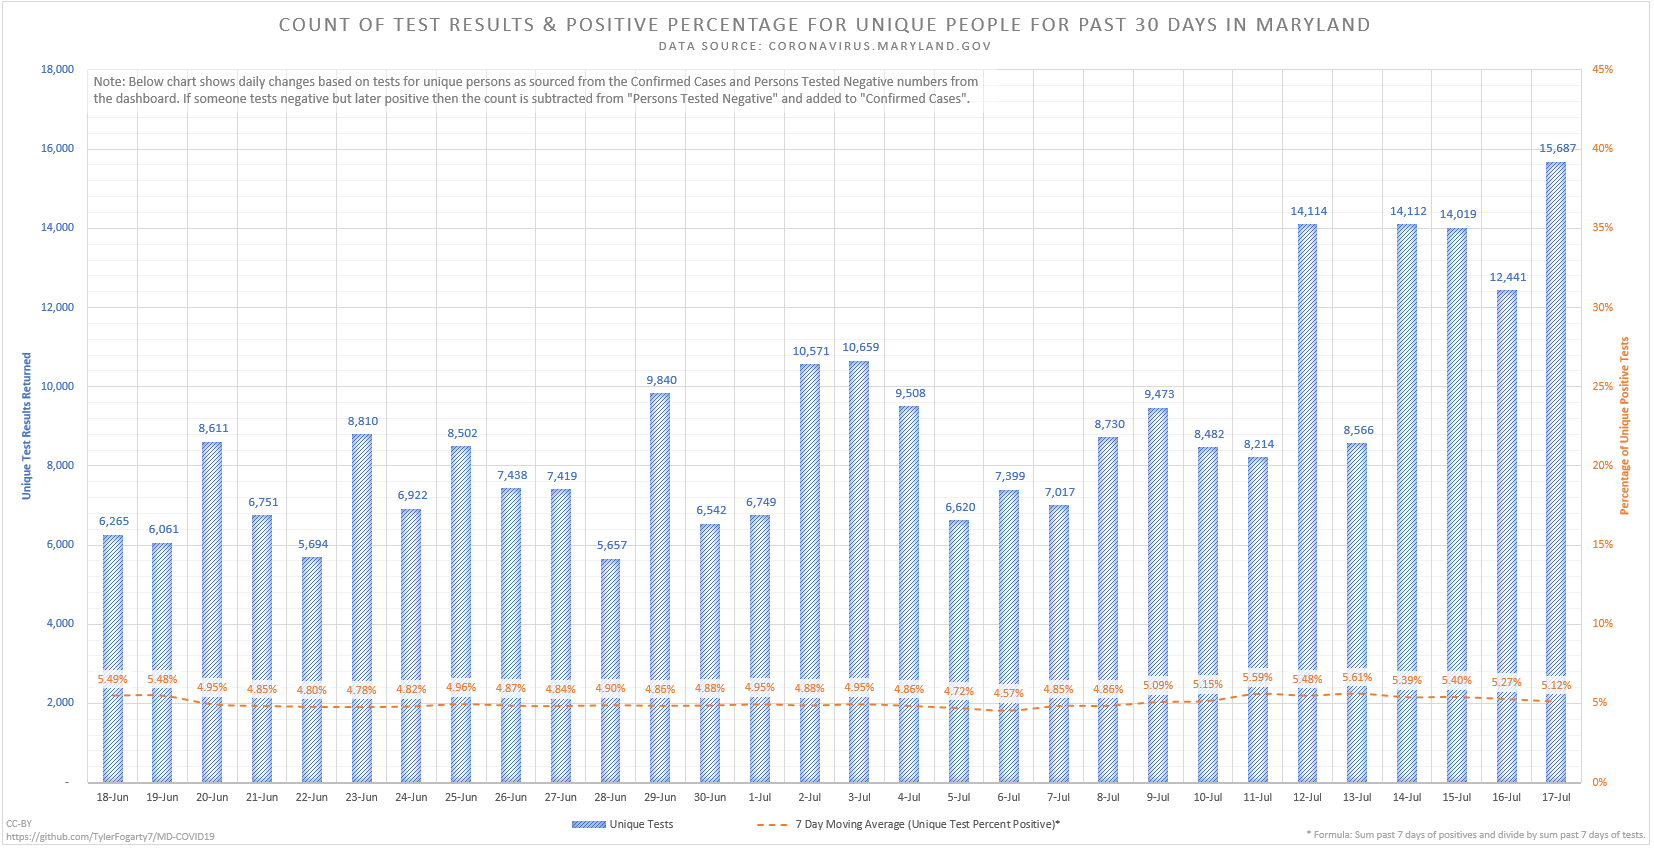 COUNT OF TEST RESULTS & POSITIVE PERCENTAGE FOR UNIQUE PEOPLE FOR PAST 30 DAYS IN MARYLAND
DATA SOURCE: CORONAVIRUS.MARYLAND.GOV
Note: Below chart shows daily changes based on tests for unique persons as sourced from the Confirmed Cases and Persons Tested Negative numbers from
the dashboard. If someone tests negative but later positive then the count is subtracted from "Persons Tested Negative" and added to "Confirmed Cases".
Unique Test Results Returned
18,000
16,000
14,000
12,000
10,000
8,000
6,000
4,000
2,000
-
6,265 6,061 8,611 6,751 5,694 8,810 6,922 8,502 7,438 7,419 5,657 9,840 6,542 6,749 10,571 10,659 9,508 6,620 7,399 7,017 8,730 9,473 8,482 8,214 14,114 8,566 14,112 14,019 12,441 15,687
5.49% 5.48% 4.95% 4.85% 4.80% 4.78% 4.82% 4.96% 4.87% 4.84% 4.90% 4.86% 4.88% 4.95% 4.88% 4.95% 4.86% 4.72% 4.57% 4.85% 4.86% 5.09% 5.15% 5.59% 5.48% 5.61% 5.39% 5.40% 5.27% 5.12%
45%
40%
35%
30%
25%
20%
15%
10%
5%
0%
Percentage of Unique Positive Tests
18-Jun 19-Jun 20-Jun 21-Jun 22-Jun 23-Jun 24-Jun 25-Jun 26-Jun 27-Jun 28-Jun 29-Jun 30-Jun 1-Jul 2-Jul 3-Jul 4-Jul 5-Jul 6-Jul 7-Jul 8-Jul 9-Jul 10-Jul 11-Jul 12-Jul 13-Jul 14-Jul 15-Jul 16-Jul 17-Jul
Unique Tests 7 Day Moving Average (Unique Test Percent Positive)*
CC-BY
https://github.com/TylerFogarty7/MD-COVID19
* Formula: Sum past 7 days of positives and divide by sum past 7 days of tests.